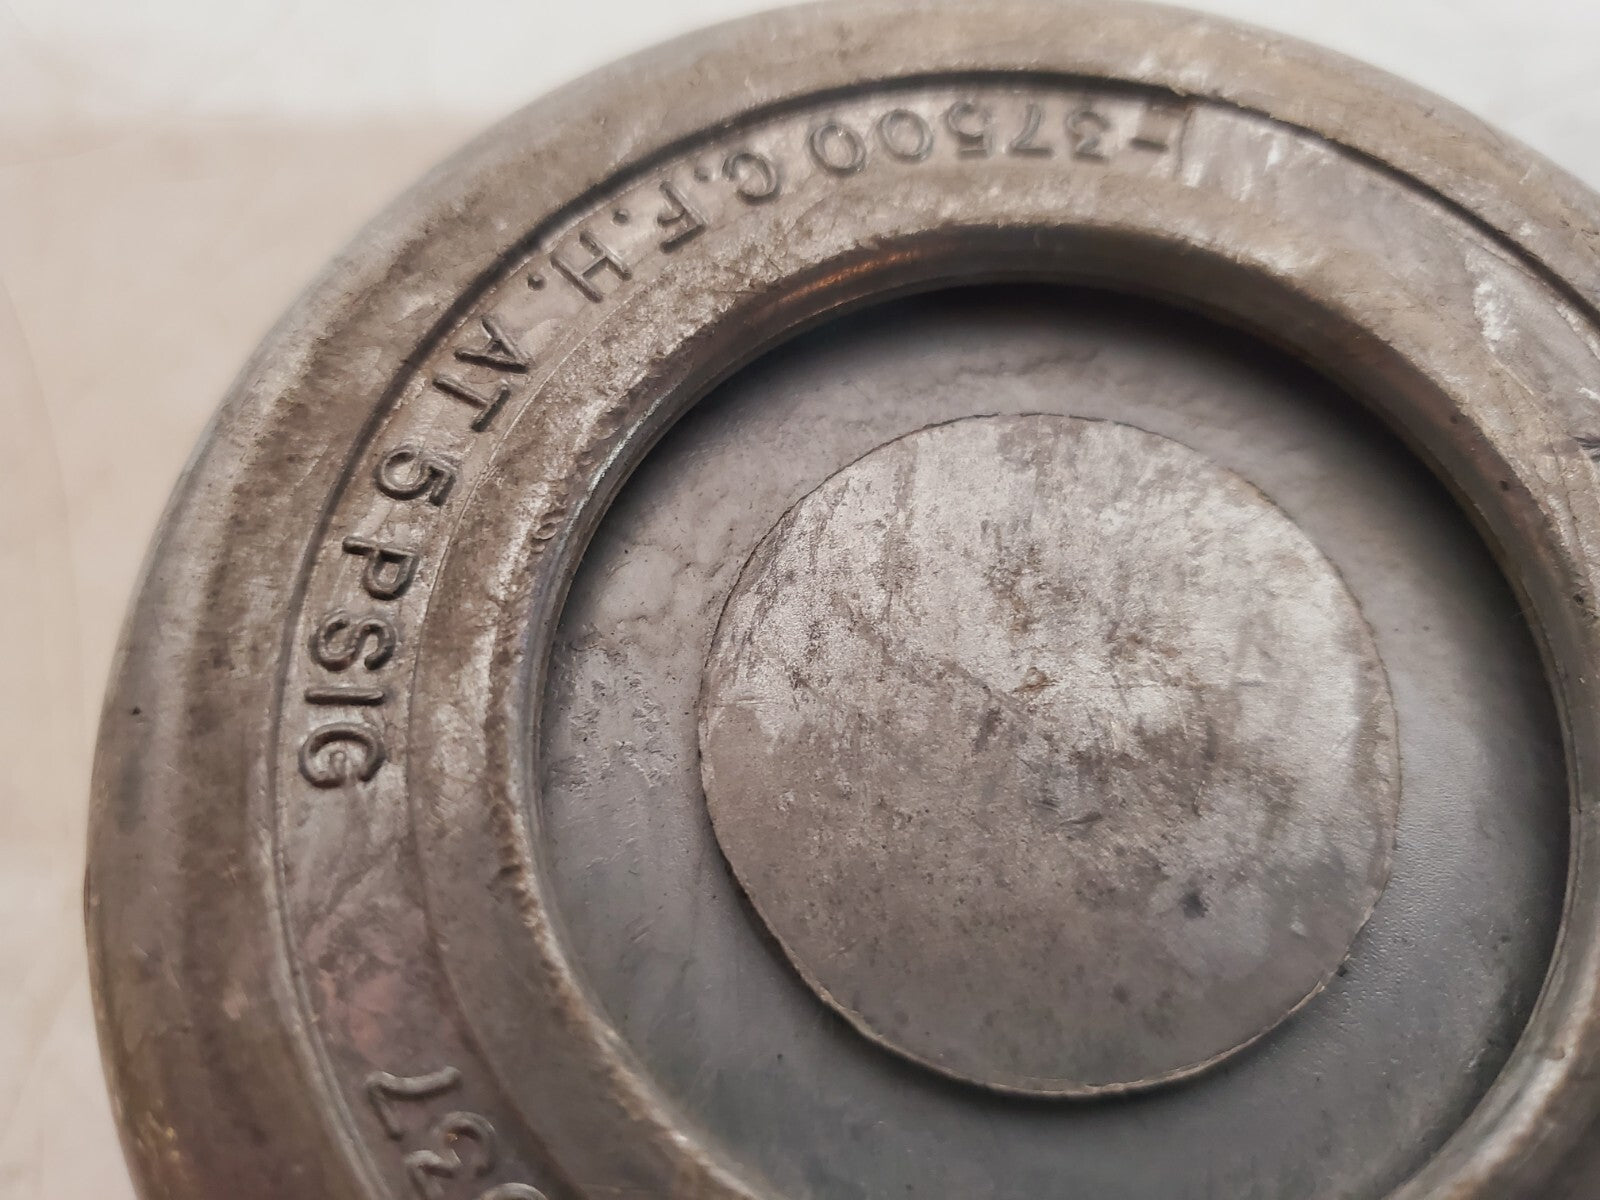 -37500 C.F.H. AT 5 PSIG